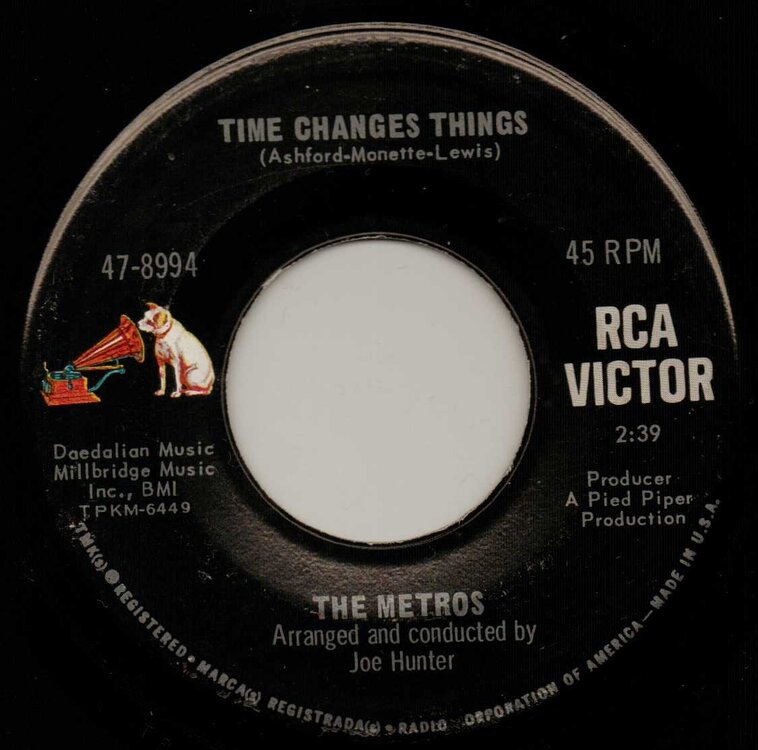 TIME CHANGES THINGS
(Ashford-Monette-Lewis)
47-8994
45 RPM
RCA
VICTOR
2:39
Daedalian Music
Millbridge Music
Inc., BMI
TPKM-6449
Producer
A Pied Piper
Production
THE METROS
Arranged and conducted by
Joe Hunter
TMK(s) ® REGISTERED • MARCA(s) REGISTRADA(s) • RADIO ORPORATION OF AMERICA — MADE IN U.S.A.